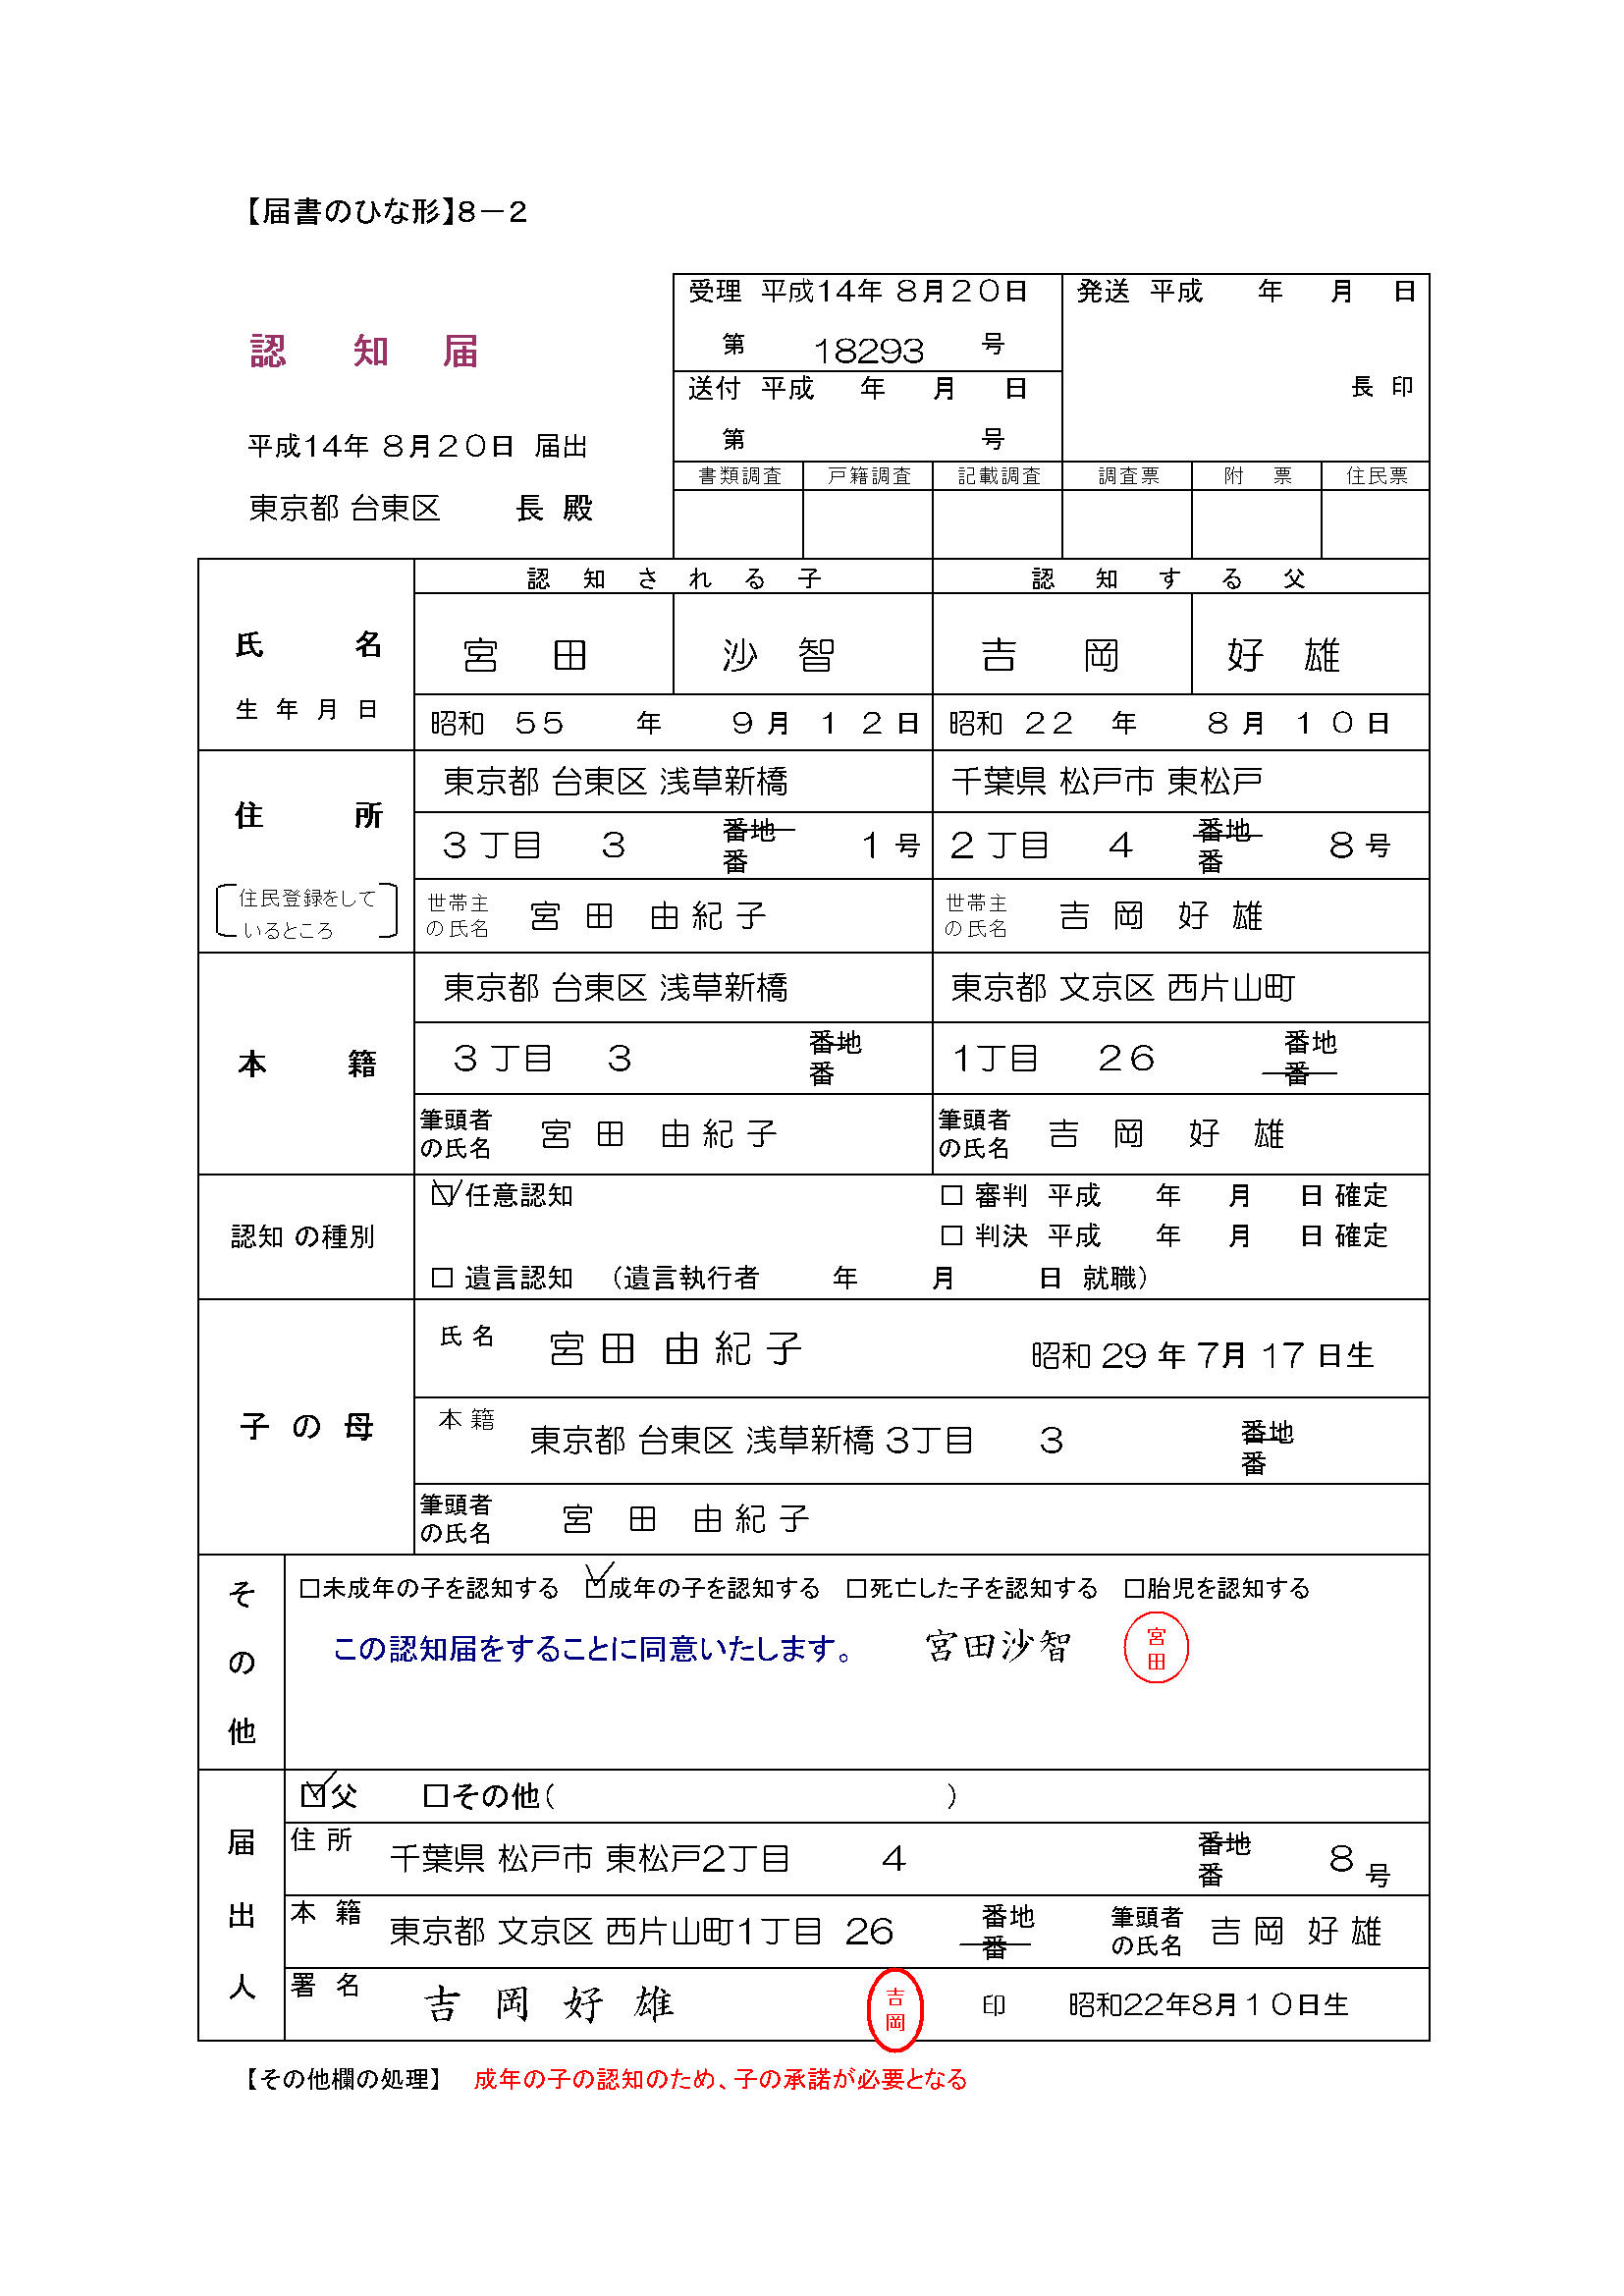 【届書のひな形】８－２
受理 平成14年 ８月２０日
第 18293 号
発送 平成 年 月 日
長 印
認 知 届
送付 平成 年 月 日
第 号
平成14年 ８月２０日 届出
東京都 台東区 長 殿
書類調査 戸籍調査 記載調査 調査票 附 票 住民票
認 知 さ れ る 子 認 知 す る 父
氏 名 宮 田 沙 智 吉 岡 好 雄
生 年 月 日 昭和 ５５ 年 ９ 月 １ ２ 日 昭和 ２２ 年 ８ 月 １ ０ 日
住 所 東京都 台東区 浅草新橋 千葉県 松戸市 東松戸
３ 丁目 ３ 番地 １ 号 ２ 丁目 ４ 番地 ８ 号
番 番
住民登録をして
いるところ
世帯主 宮 田 由 紀 子 世帯主 吉 岡 好 雄
の 氏名 の 氏名
本 籍 東京都 台東区 浅草新橋 東京都 文京区 西片山町
３ 丁目 ３ 番地 1丁目 ２６ 番地
番 番
筆頭者 宮 田 由 紀 子 筆頭者 吉 岡 好 雄
の氏名 の氏名
認知 の種別 ☑ 任意認知 □ 審判 平成 年 月 日 確定
□ 判決 平成 年 月 日 確定
□ 遺言認知 （遺言執行者 年 月 日 就職）
子 の 母 氏 名 宮 田 由 紀 子 昭和 29 年 7月 17 日生
本 籍 東京都 台東区 浅草新橋 3丁目 3 番地
番
筆頭者 宮 田 由 紀 子
の氏名
そ の 他 □未成年の子を認知する ☑成年の子を認知する □死亡した子を認知する □胎児を認知する
この認知届をすることに同意いたします。 宮田沙智 宮田
届 出 人 ☑父 □その他（ ）
住 所 千葉県 松戸市 東松戸2丁目 4 番地 8 号
番
本 籍 東京都 文京区 西片山町1丁目 26 番地 筆頭者 吉 岡 好 雄
番 の氏名
署 名 吉 岡 好 雄 吉岡 印 昭和22年8月１０日生
【その他欄の処理】 成年の子の認知のため、子の承諾が必要となる